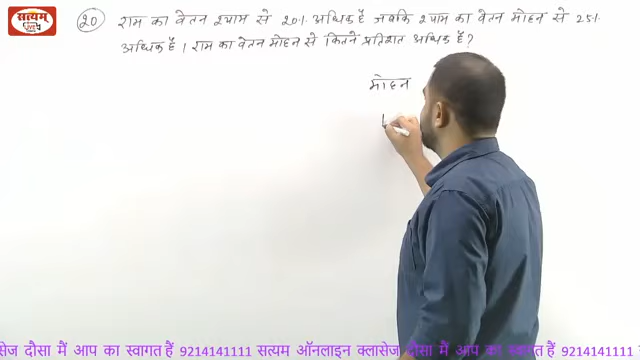 सत्यम्
20 राम का वेतन श्याम से 20% अधिक है जबकि श्याम का वेतन मोहन से 25%
अधिक है। राम का वेतन मोहन से कितने प्रतिशत अधिक है?
मोहन
सेज दौसा में आप का स्वागत हैं 9214141111 सत्यम ऑनलाइन क्लासेज दौसा में आप का स्वागत हैं 921414